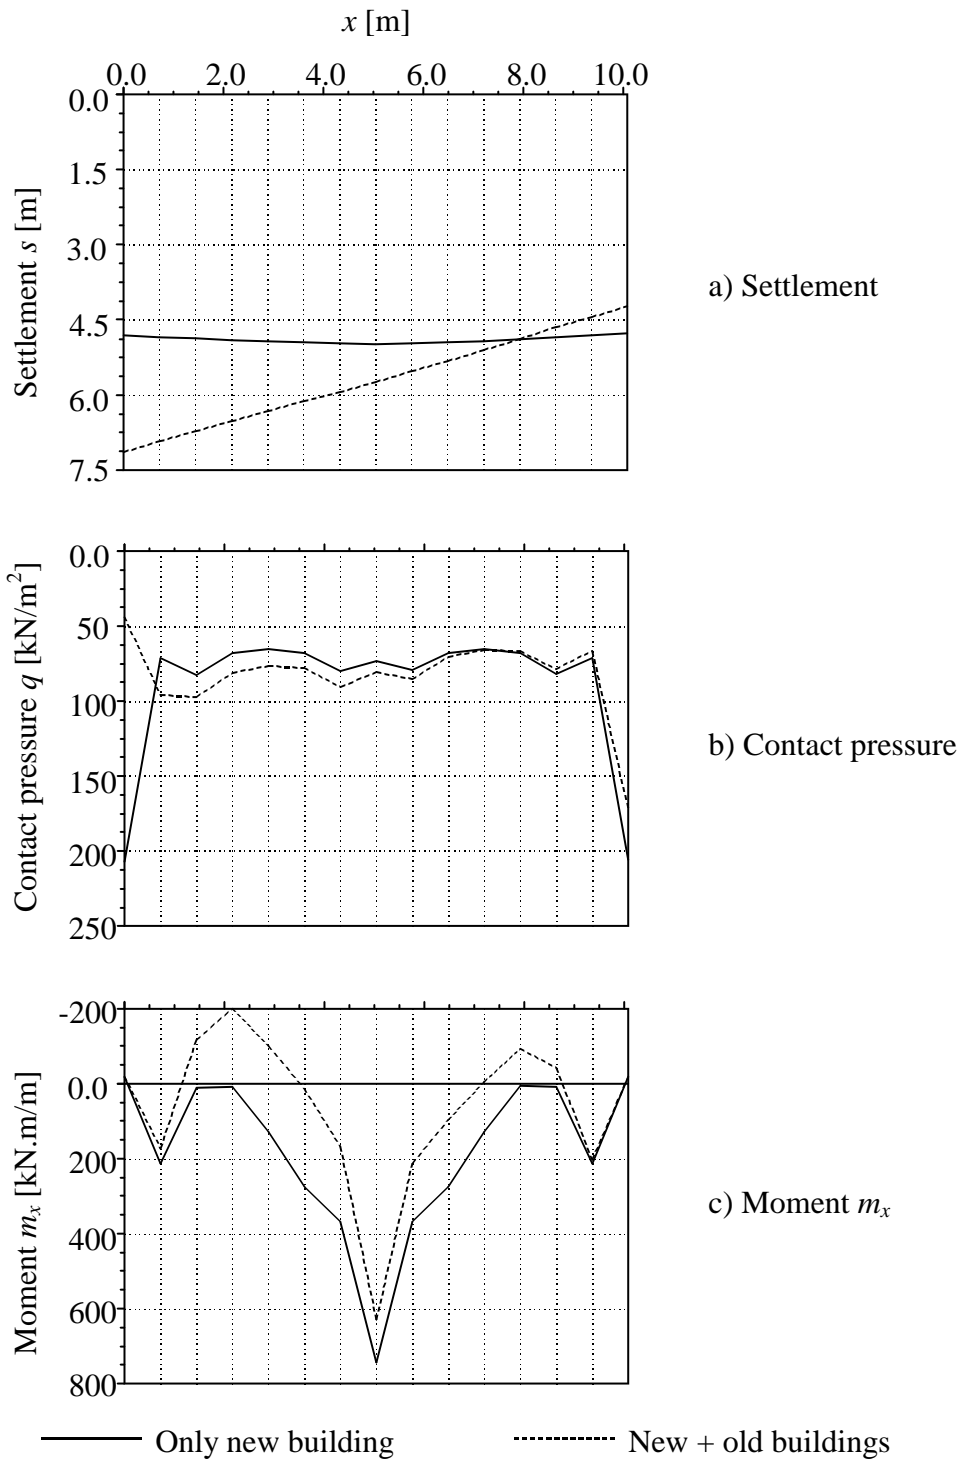 x [m]
0.0 2.0 4.0 6.0 8.0 10.0
0.0
1.5
3.0
4.5
6.0
7.5
Settlement s [m]
a) Settlement
0.0
50
100
150
200
250
Contact pressure q [kN/m²]
b) Contact pressure
-200
0.0
200
400
600
800
Moment mₓ [kN.m/m]
c) Moment mₓ
Only new building
New + old buildings